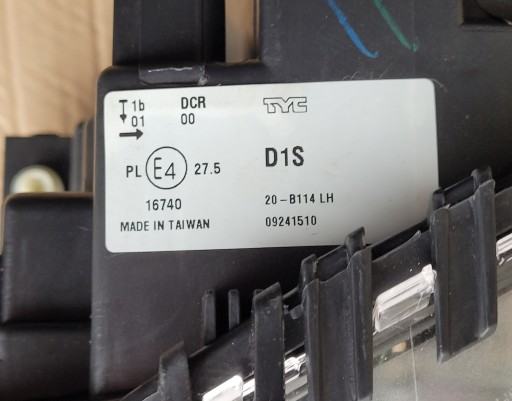 1b DCR TYC
01 00
PL E4 27.5 D1S
16740 20-B114 LH
MADE IN TAIWAN 09241510